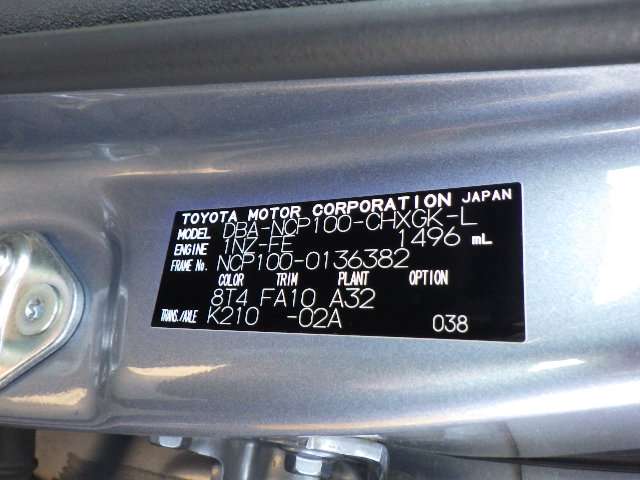 TOYOTA MOTOR CORPORATION JAPAN
MODEL DBA-NCP100-CHXGK-L
ENGINE 1NZ-FE 1496 mL
FRAME No. NCP100-0136382
COLOR TRIM PLANT OPTION
8T4 FA10 A32
TRANS./AXLE K210 -02A 038